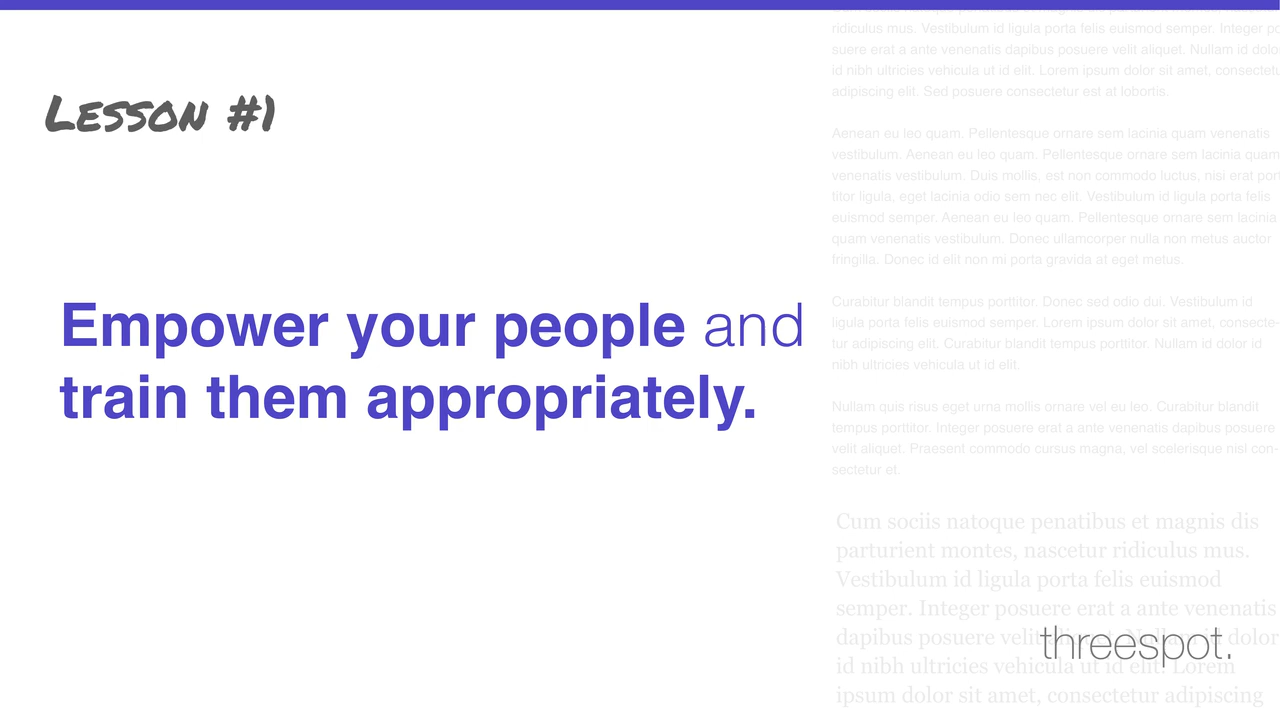 Lesson #1
Empower your people and
train them appropriately.
ridiculus mus. Vestibulum id ligula porta felis euismod semper. Integer po
suere erat a ante venenatis dapibus posuere velit aliquet. Nullam id dolo
id nibh ultricies vehicula ut id elit. Lorem ipsum dolor sit amet, consectetu
adipiscing elit. Sed posuere consectetur est at lobortis.
Aenean eu leo quam. Pellentesque ornare sem lacinia quam venenatis
vestibulum. Aenean eu leo quam. Pellentesque ornare sem lacinia quam
venenatis vestibulum. Duis mollis, est non commodo luctus, nisi erat port
titor ligula, eget lacinia odio sem nec elit. Vestibulum id ligula porta felis
euismod semper. Aenean eu leo quam. Pellentesque ornare sem lacinia
quam venenatis vestibulum. Donec ullamcorper nulla non metus auctor
fringilla. Donec id elit non mi porta gravida at eget metus.
Curabitur blandit tempus porttitor. Donec sed odio dui. Vestibulum id
ligula porta felis euismod semper. Lorem ipsum dolor sit amet, consecte-
tur adipiscing elit. Curabitur blandit tempus porttitor. Nullam id dolor id
nibh ultricies vehicula ut id elit.
Nullam quis risus eget urna mollis ornare vel eu leo. Curabitur blandit
tempus porttitor. Integer posuere erat a ante venenatis dapibus posuere
velit aliquet. Praesent commodo cursus magna, vel scelerisque nisl con-
sectetur et.
Cum sociis natoque penatibus et magnis dis
parturient montes, nascetur ridiculus mus.
Vestibulum id ligula porta felis euismod
semper. Integer posuere erat a ante venenatis
dapibus posuere velit aliquet. Nullam id dolor
id nibh ultricies vehicula ut id elit. Lorem
ipsum dolor sit amet, consectetur adipiscing
threespot.